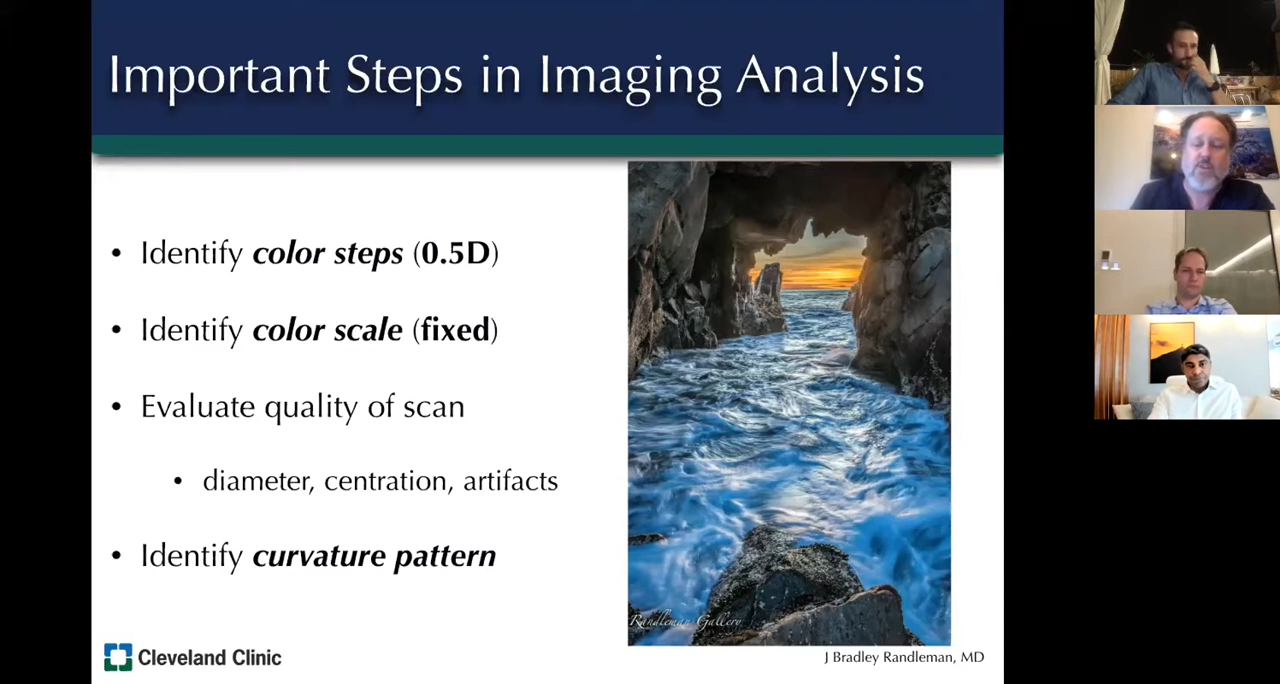 Important Steps in Imaging Analysis
• Identify color steps (0.5D)
• Identify color scale (fixed)
• Evaluate quality of scan
• diameter, centration, artifacts
• Identify curvature pattern
Randleman Gallery
Cleveland Clinic
J Bradley Randleman, MD